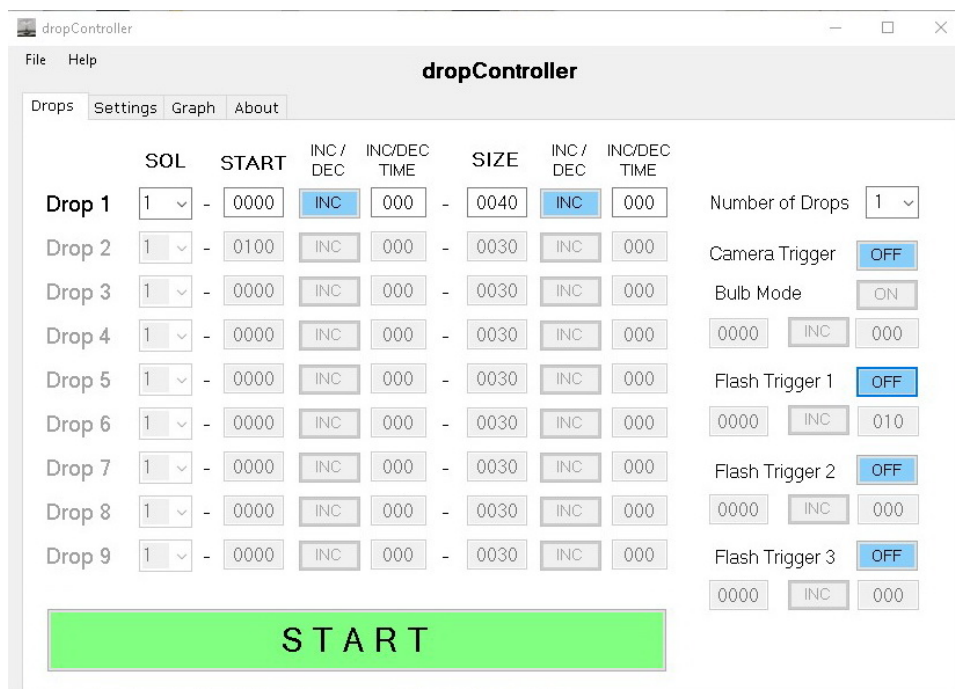 dropController
File Help
dropController
Drops Settings Graph About
SOL START INC / DEC INC/DEC TIME SIZE INC / DEC INC/DEC TIME
Drop 1 1 - 0000 INC 000 - 0040 INC 000
Drop 2 1 - 0100 INC 000 - 0030 INC 000
Drop 3 1 - 0000 INC 000 - 0030 INC 000
Drop 4 1 - 0000 INC 000 - 0030 INC 000
Drop 5 1 - 0000 INC 000 - 0030 INC 000
Drop 6 1 - 0000 INC 000 - 0030 INC 000
Drop 7 1 - 0000 INC 000 - 0030 INC 000
Drop 8 1 - 0000 INC 000 - 0030 INC 000
Drop 9 1 - 0000 INC 000 - 0030 INC 000
START
Number of Drops 1
Camera Trigger OFF
Bulb Mode ON
0000 INC 000
Flash Trigger 1 OFF
0000 INC 010
Flash Trigger 2 OFF
0000 INC 000
Flash Trigger 3 OFF
0000 INC 000